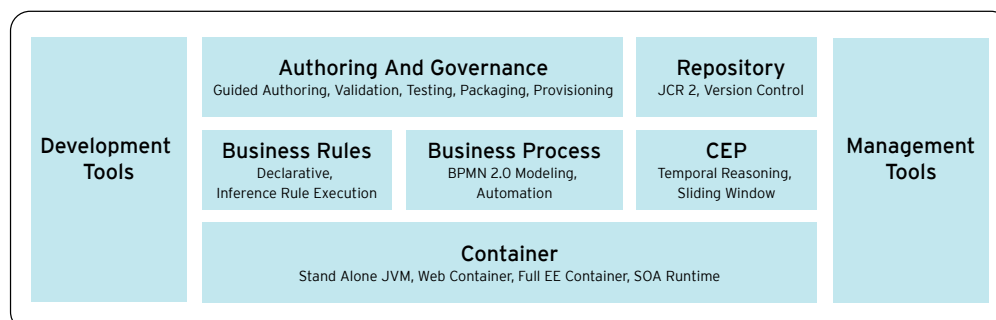 Development
Tools
Authoring And Governance
Guided Authoring, Validation, Testing, Packaging, Provisioning
Repository
JCR 2, Version Control
Business Rules
Declarative,
Inference Rule Execution
Business Process
BPMN 2.0 Modeling,
Automation
CEP
Temporal Reasoning,
Sliding Window
Container
Stand Alone JVM, Web Container, Full EE Container, SOA Runtime
Management
Tools